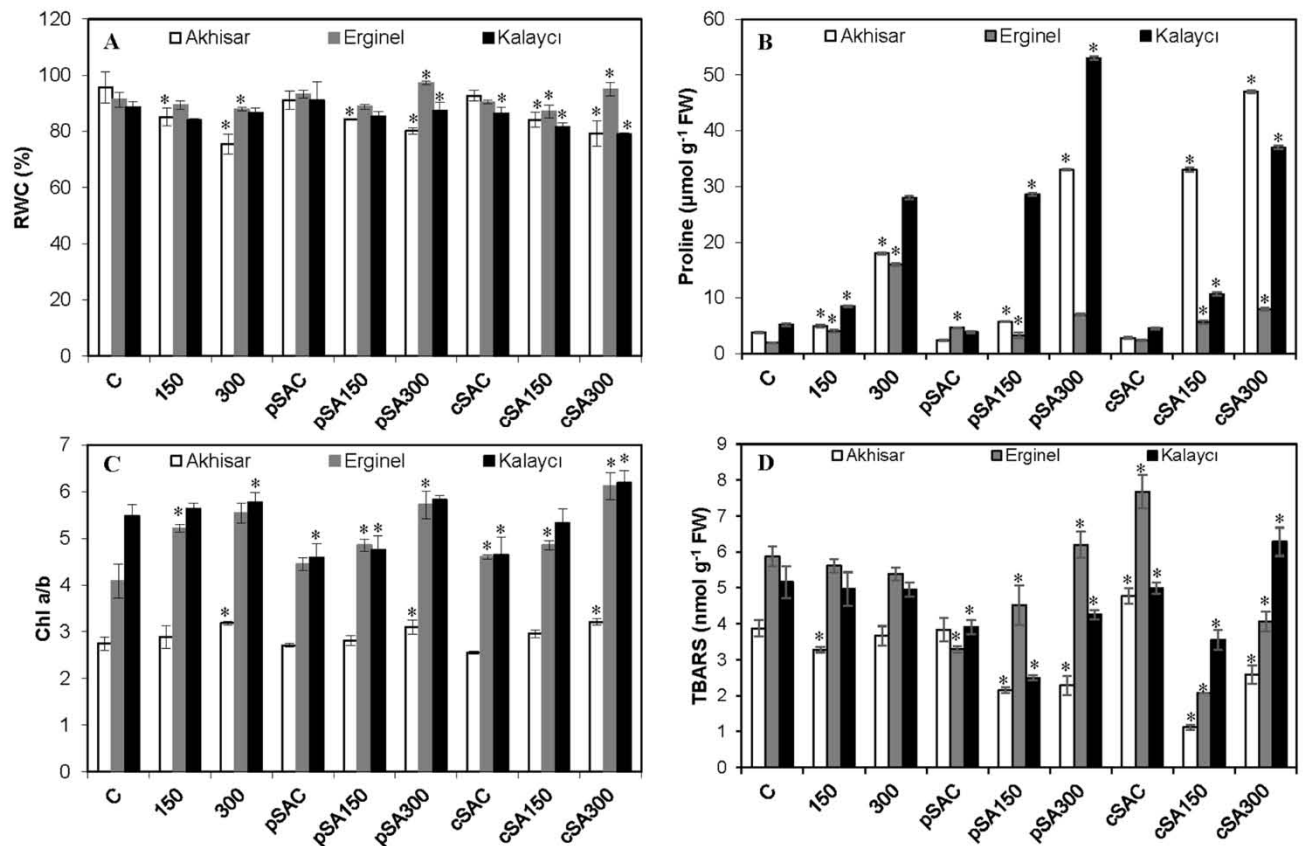 A
Akhisar
Erginel
Kalaycı
RWC (%)
120
100
80
60
40
20
0
C
150
300
pSAC
pSA150
pSA300
cSAC
cSA150
cSA300
* * * * * * * * * * * *
B
Akhisar
Erginel
Kalaycı
Proline (µmol g-1 FW)
60
50
40
30
20
10
0
C
150
300
pSAC
pSA150
pSA300
cSAC
cSA150
cSA300
C
Akhisar
Erginel
Kalaycı
Chl a/b
7
6
5
4
3
2
1
0
C
150
300
pSAC
pSA150
pSA300
cSAC
cSA150
cSA300
D
Akhisar
Erginel
Kalaycı
TBARS (nmol g-1 FW)
9
8
7
6
5
4
3
2
1
0
C
150
300
pSAC
pSA150
pSA300
cSAC
cSA150
cSA300